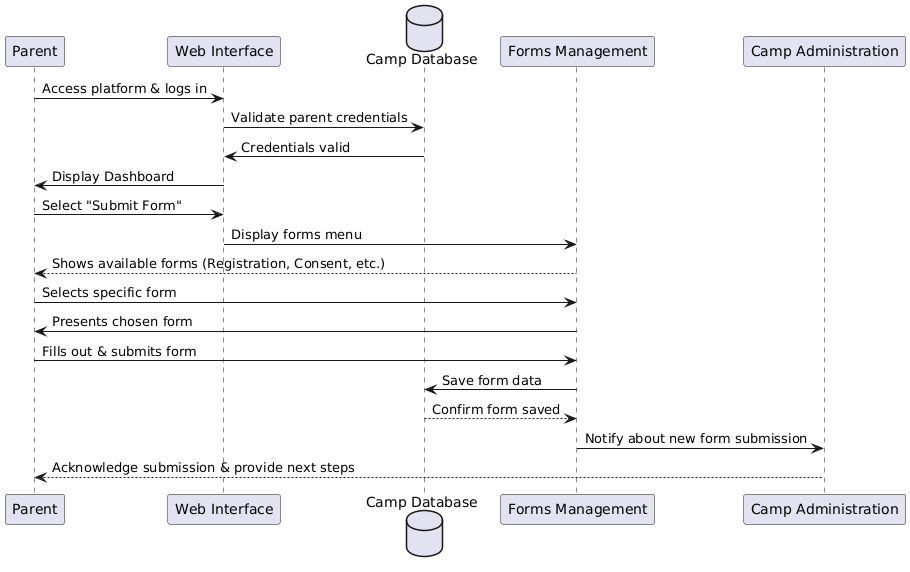 Parent
Web Interface
Camp Database
Forms Management
Camp Administration
Access platform & logs in
Validate parent credentials
Credentials valid
Display Dashboard
Select "Submit Form"
Display forms menu
Shows available forms (Registration, Consent, etc.)
Selects specific form
Presents chosen form
Fills out & submits form
Save form data
Confirm form saved
Notify about new form submission
Acknowledge submission & provide next steps
Parent
Web Interface
Camp Database
Forms Management
Camp Administration